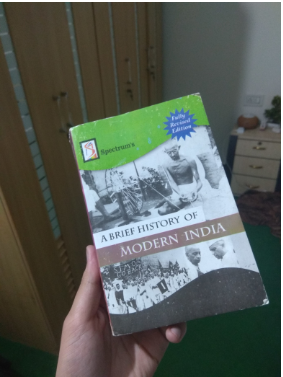 Spectrum's
Fully
Revised
Edition
A BRIEF HISTORY OF
MODERN INDIA